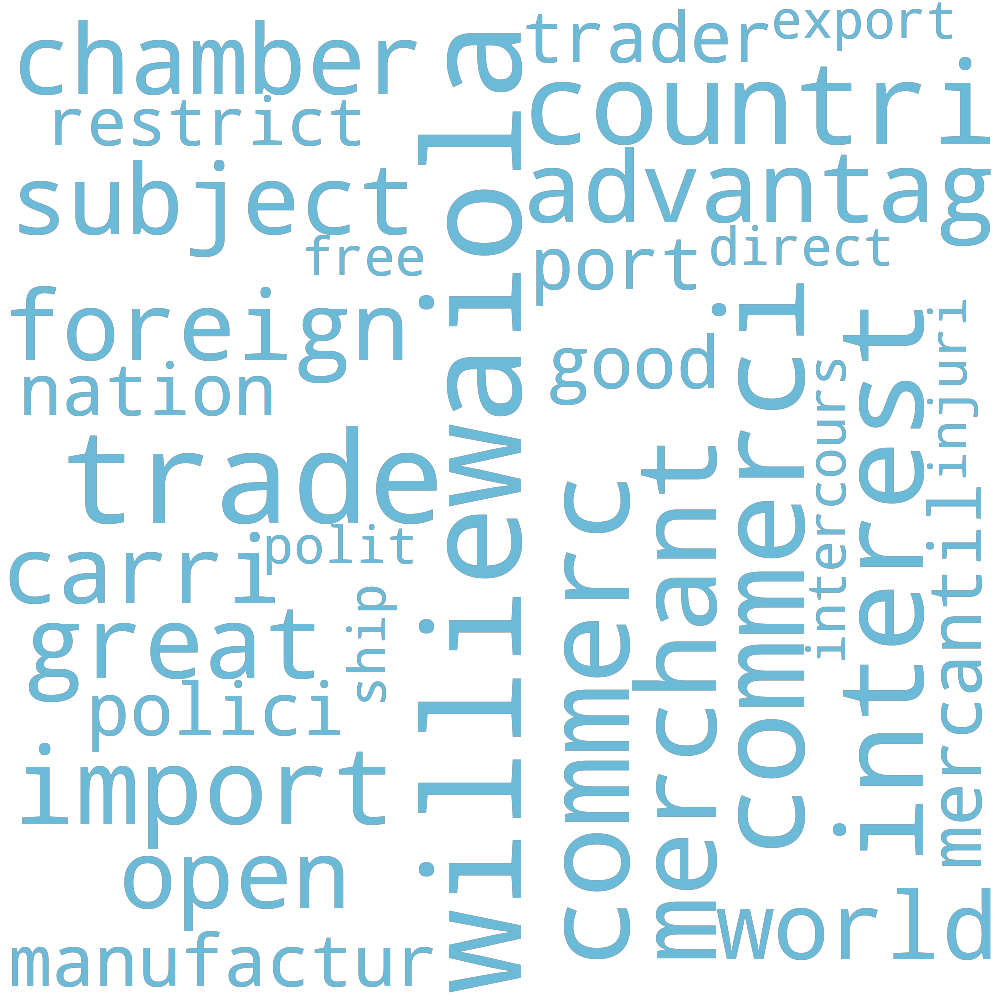 chamber
trader
export
restrict
countri
subject
advantag
free
port
direct
foreign
nation
good
trade
williewaiola
commerc
merchant
commerci
intercours
interest
injuri
mercantil
carri
polit
great
ship
polici
import
open
world
manufactur